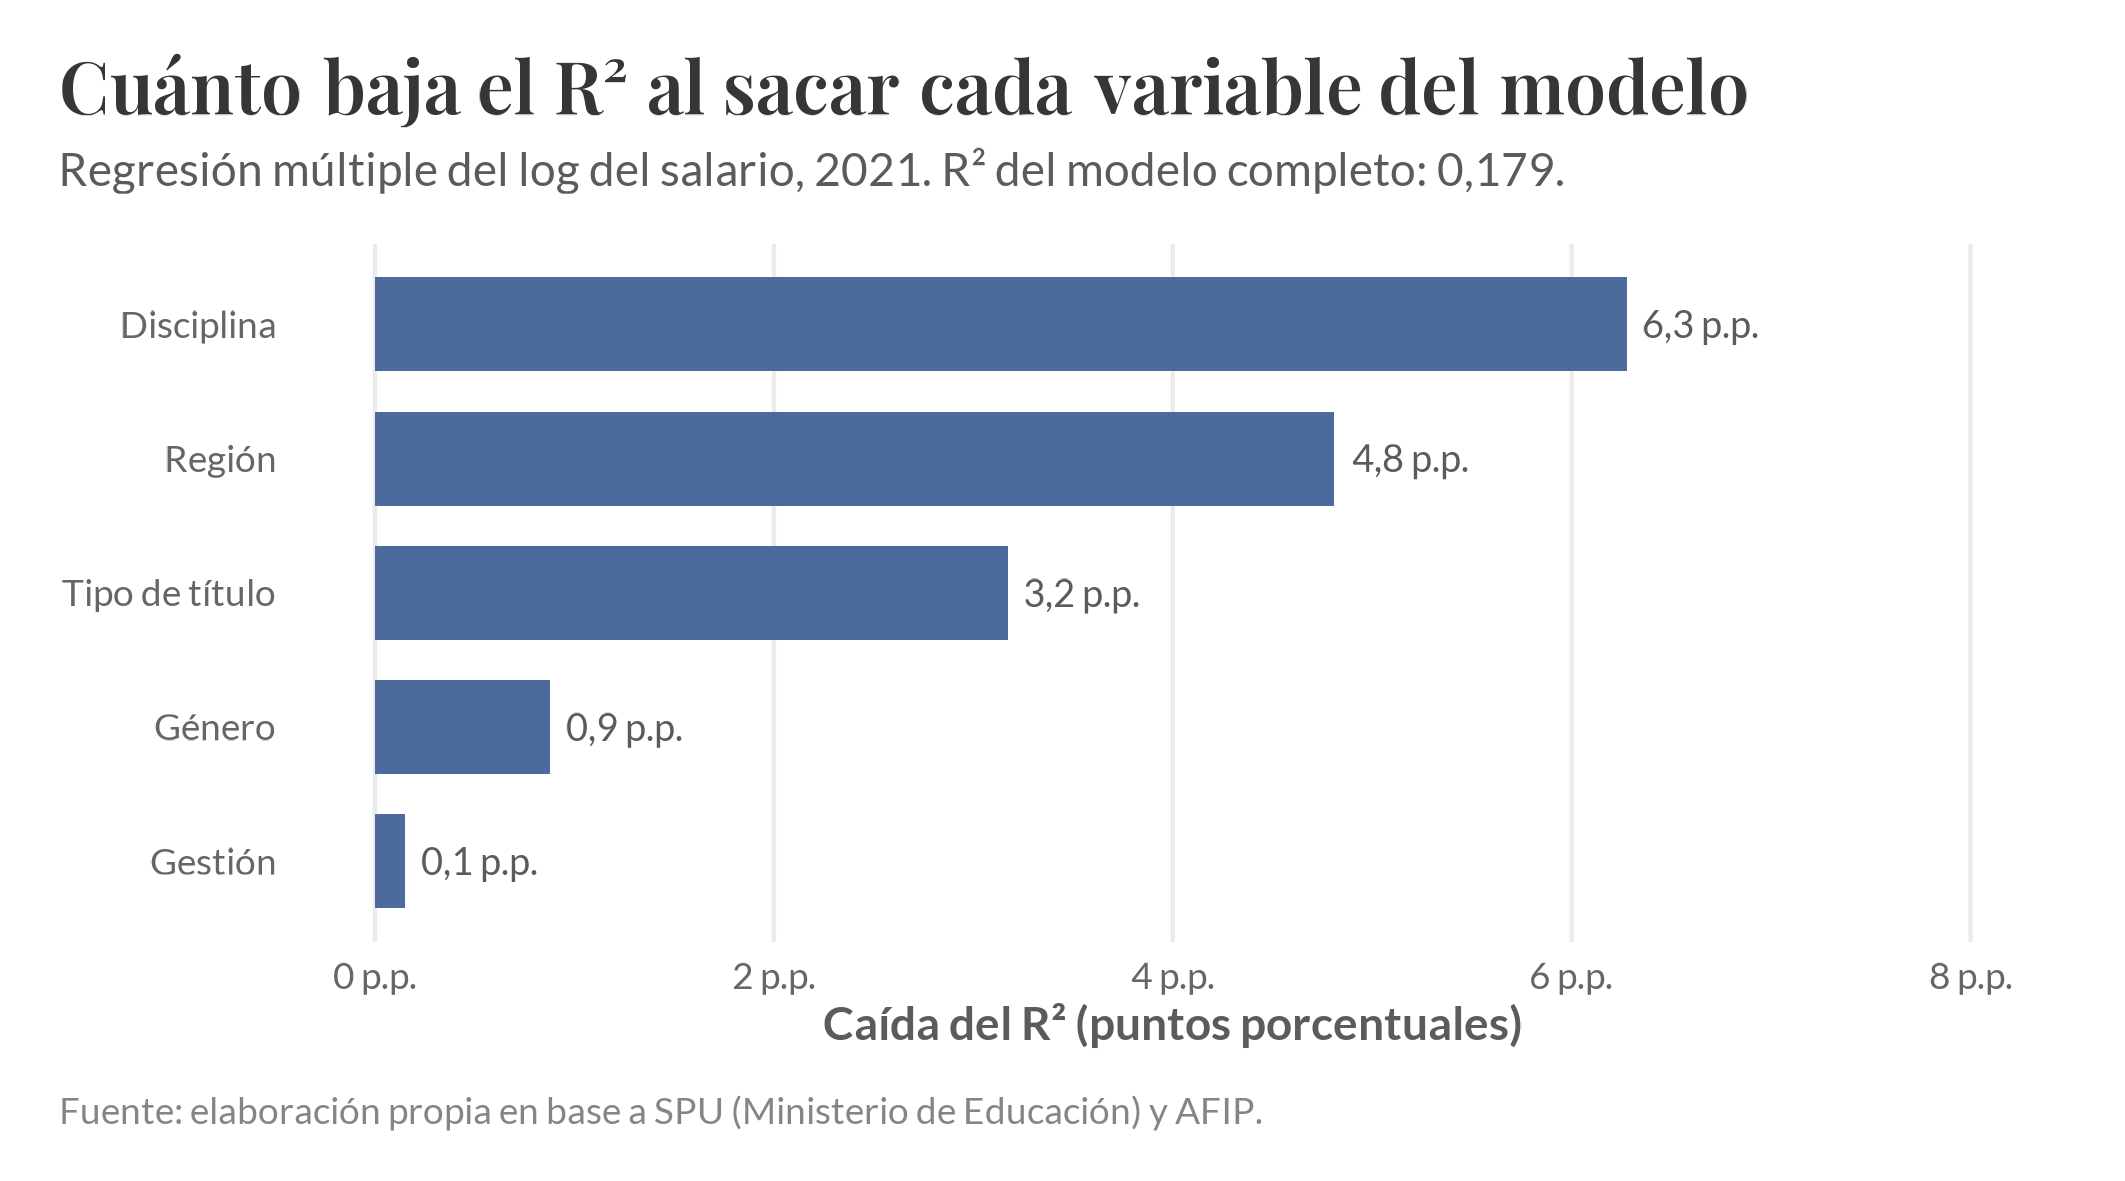 Cuánto baja el R² al sacar cada variable del modelo
Regresión múltiple del log del salario, 2021. R² del modelo completo: 0,179.
Disciplina 6,3 p.p.
Región 4,8 p.p.
Tipo de título 3,2 p.p.
Género 0,9 p.p.
Gestión 0,1 p.p.
0 p.p. 2 p.p. 4 p.p. 6 p.p. 8 p.p.
Caída del R² (puntos porcentuales)
Fuente: elaboración propia en base a SPU (Ministerio de Educación) y AFIP.